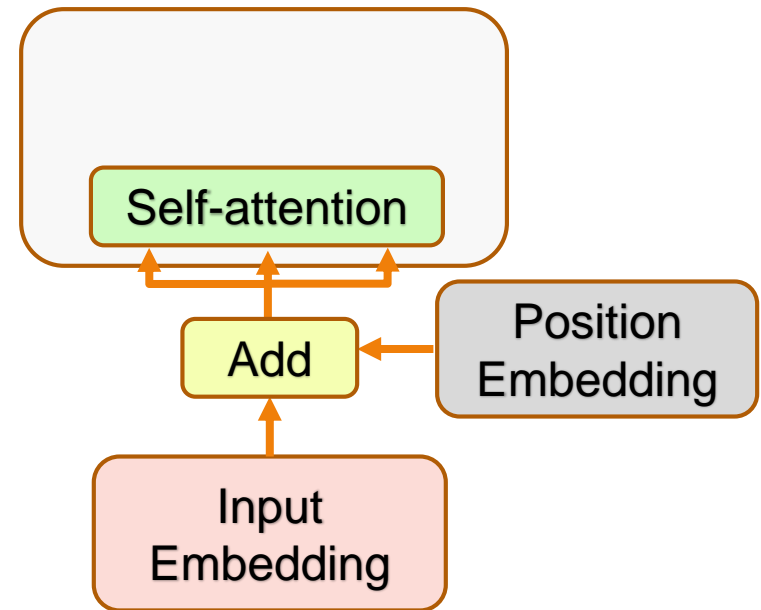 Self-attention
Add
Position
Embedding
Input
Embedding